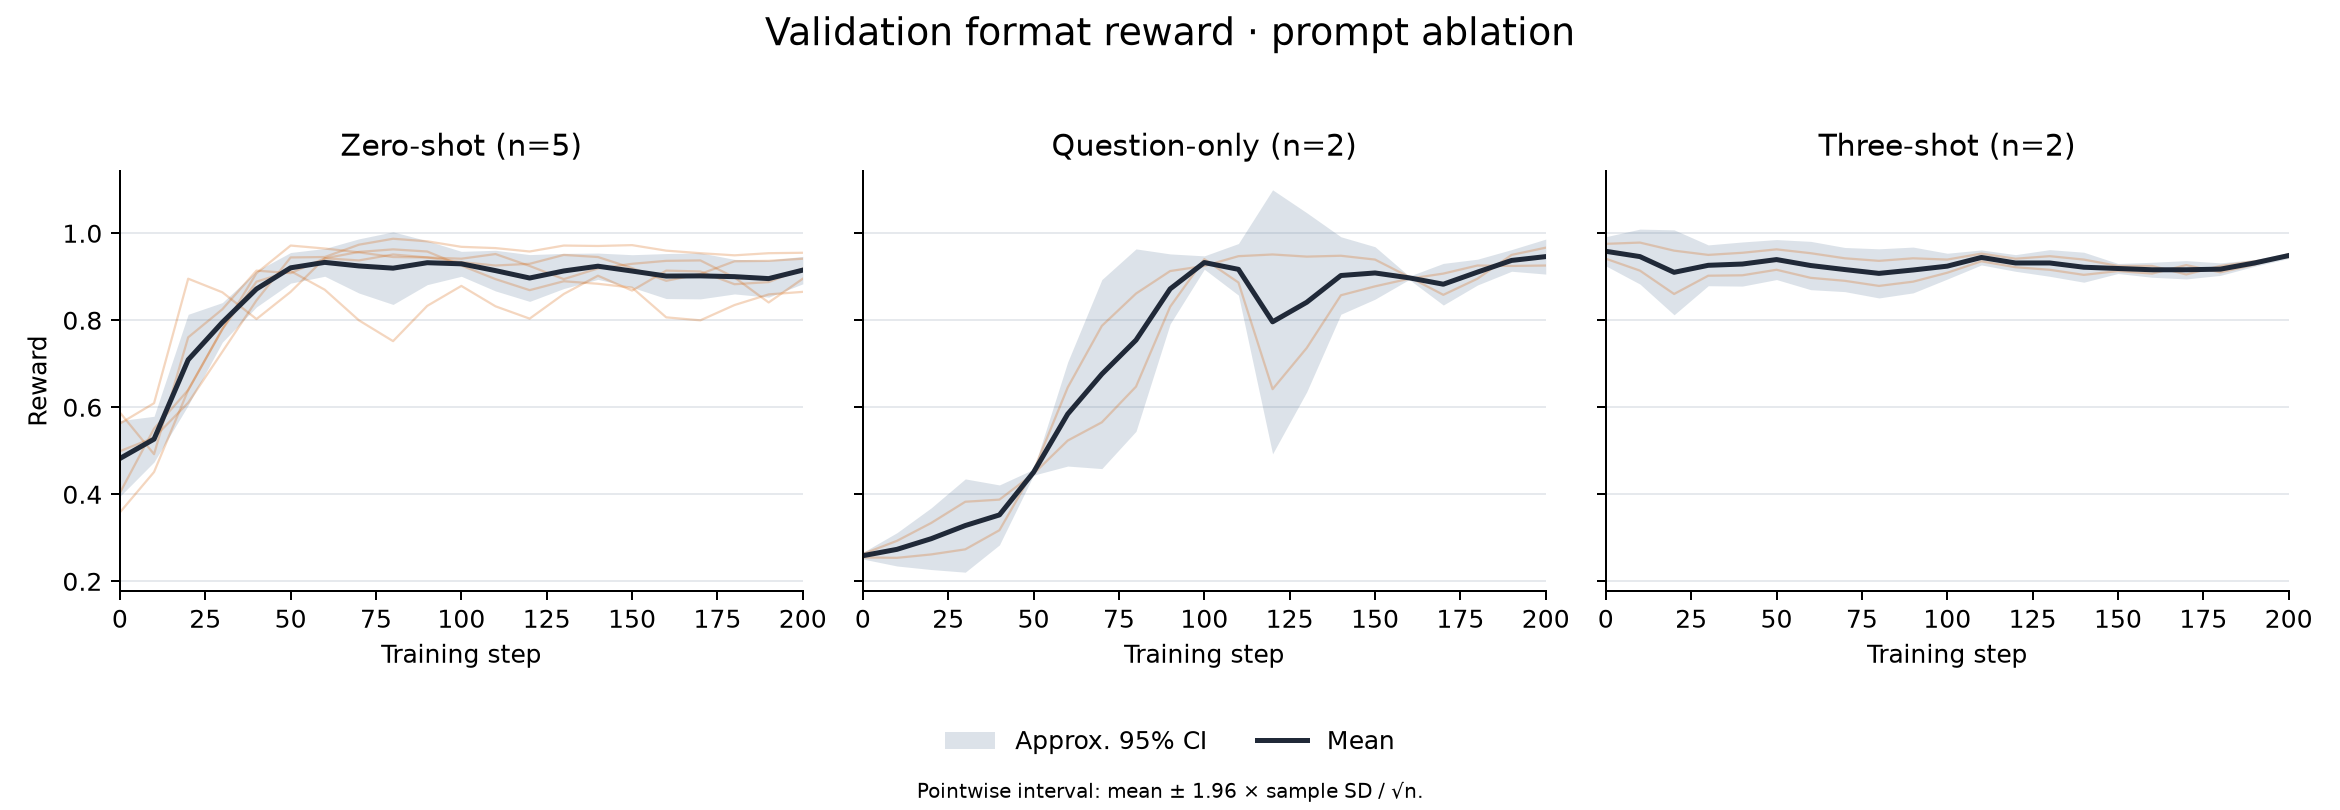 Validation format reward · prompt ablation
Zero-shot (n=5)
Question-only (n=2)
Three-shot (n=2)
Reward
1.0
0.8
0.6
0.4
0.2
0 25 50 75 100 125 150 175 200
0 25 50 75 100 125 150 175 200
0 25 50 75 100 125 150 175 200
Training step
Training step
Training step
Approx. 95% CI
Mean
Pointwise interval: mean ± 1.96 × sample SD / √n.